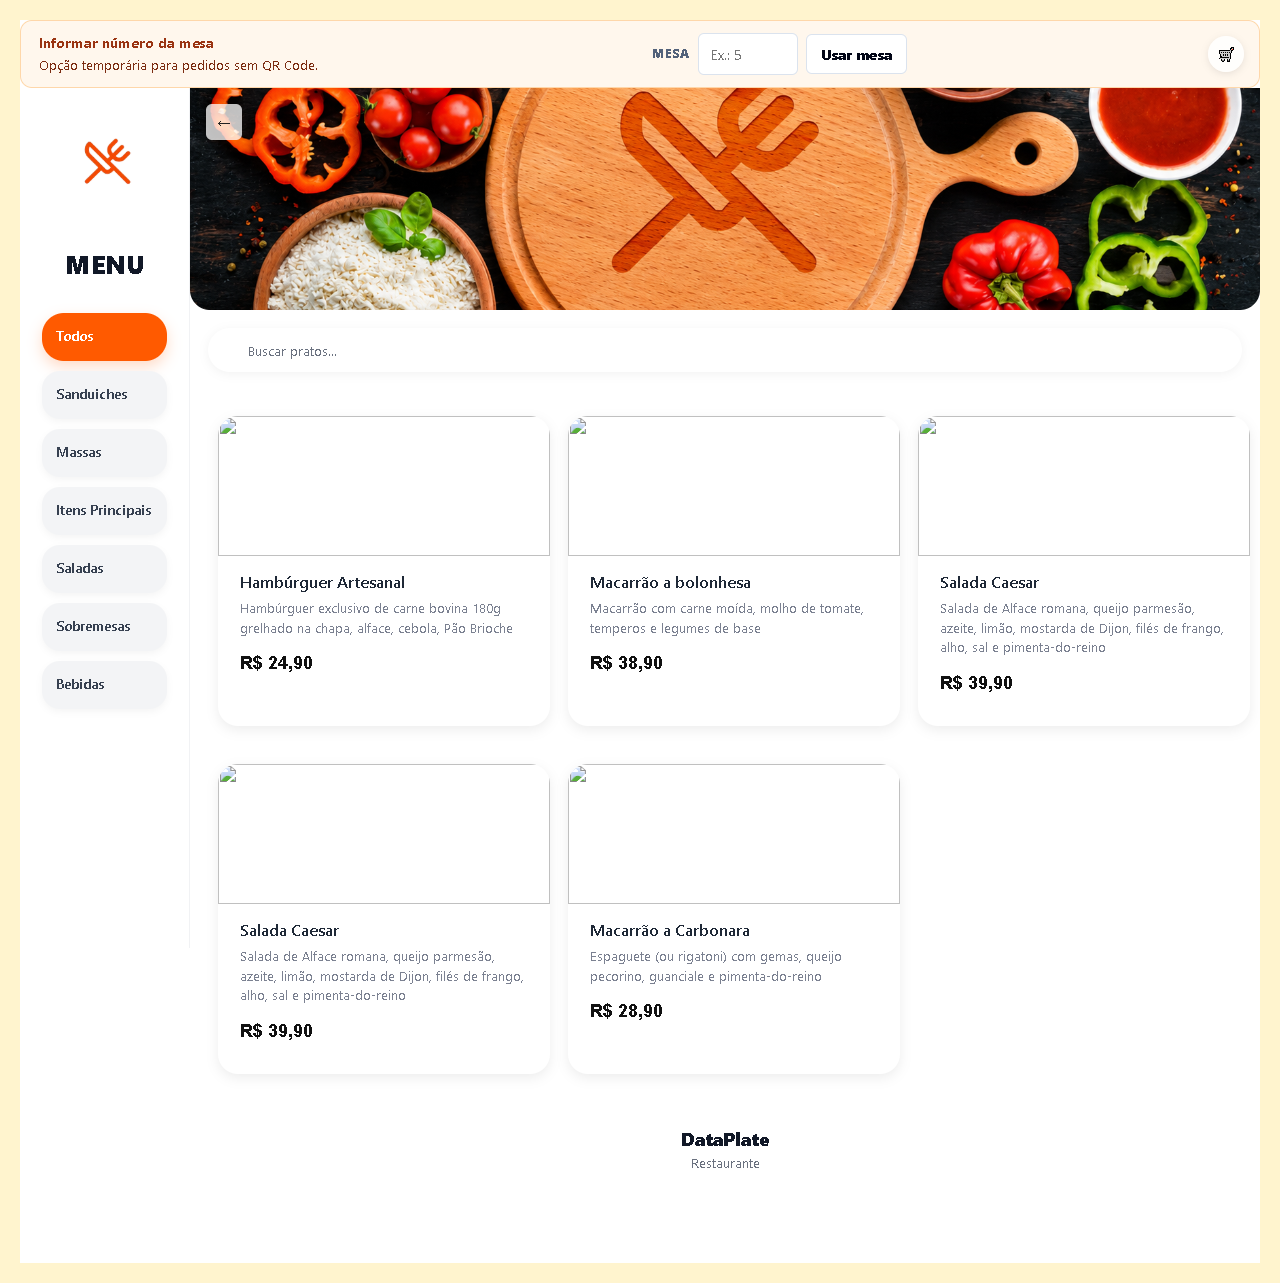 Informar número da mesa
Opção temporária para pedidos sem QR Code.
MESA
Ex.: 5
Usar mesa
←
MENU
Todos
Sanduiches
Massas
Itens Principais
Saladas
Sobremesas
Bebidas
Buscar pratos...
Hambúrguer Artesanal
Hambúrguer exclusivo de carne bovina 180g
grelhado na chapa, alface, cebola, Pão Brioche
R$ 24,90
Macarrão a bolonhesa
Macarrão com carne moída, molho de tomate,
temperos e legumes de base
R$ 38,90
Salada Caesar
Salada de Alface romana, queijo parmesão,
azeite, limão, mostarda de Dijon, filés de frango,
alho, sal e pimenta-do-reino
R$ 39,90
Salada Caesar
Salada de Alface romana, queijo parmesão,
azeite, limão, mostarda de Dijon, filés de frango,
alho, sal e pimenta-do-reino
R$ 39,90
Macarrão a Carbonara
Espaguete (ou rigatoni) com gemas, queijo
pecorino, guanciale e pimenta-do-reino
R$ 28,90
DataPlate
Restaurante